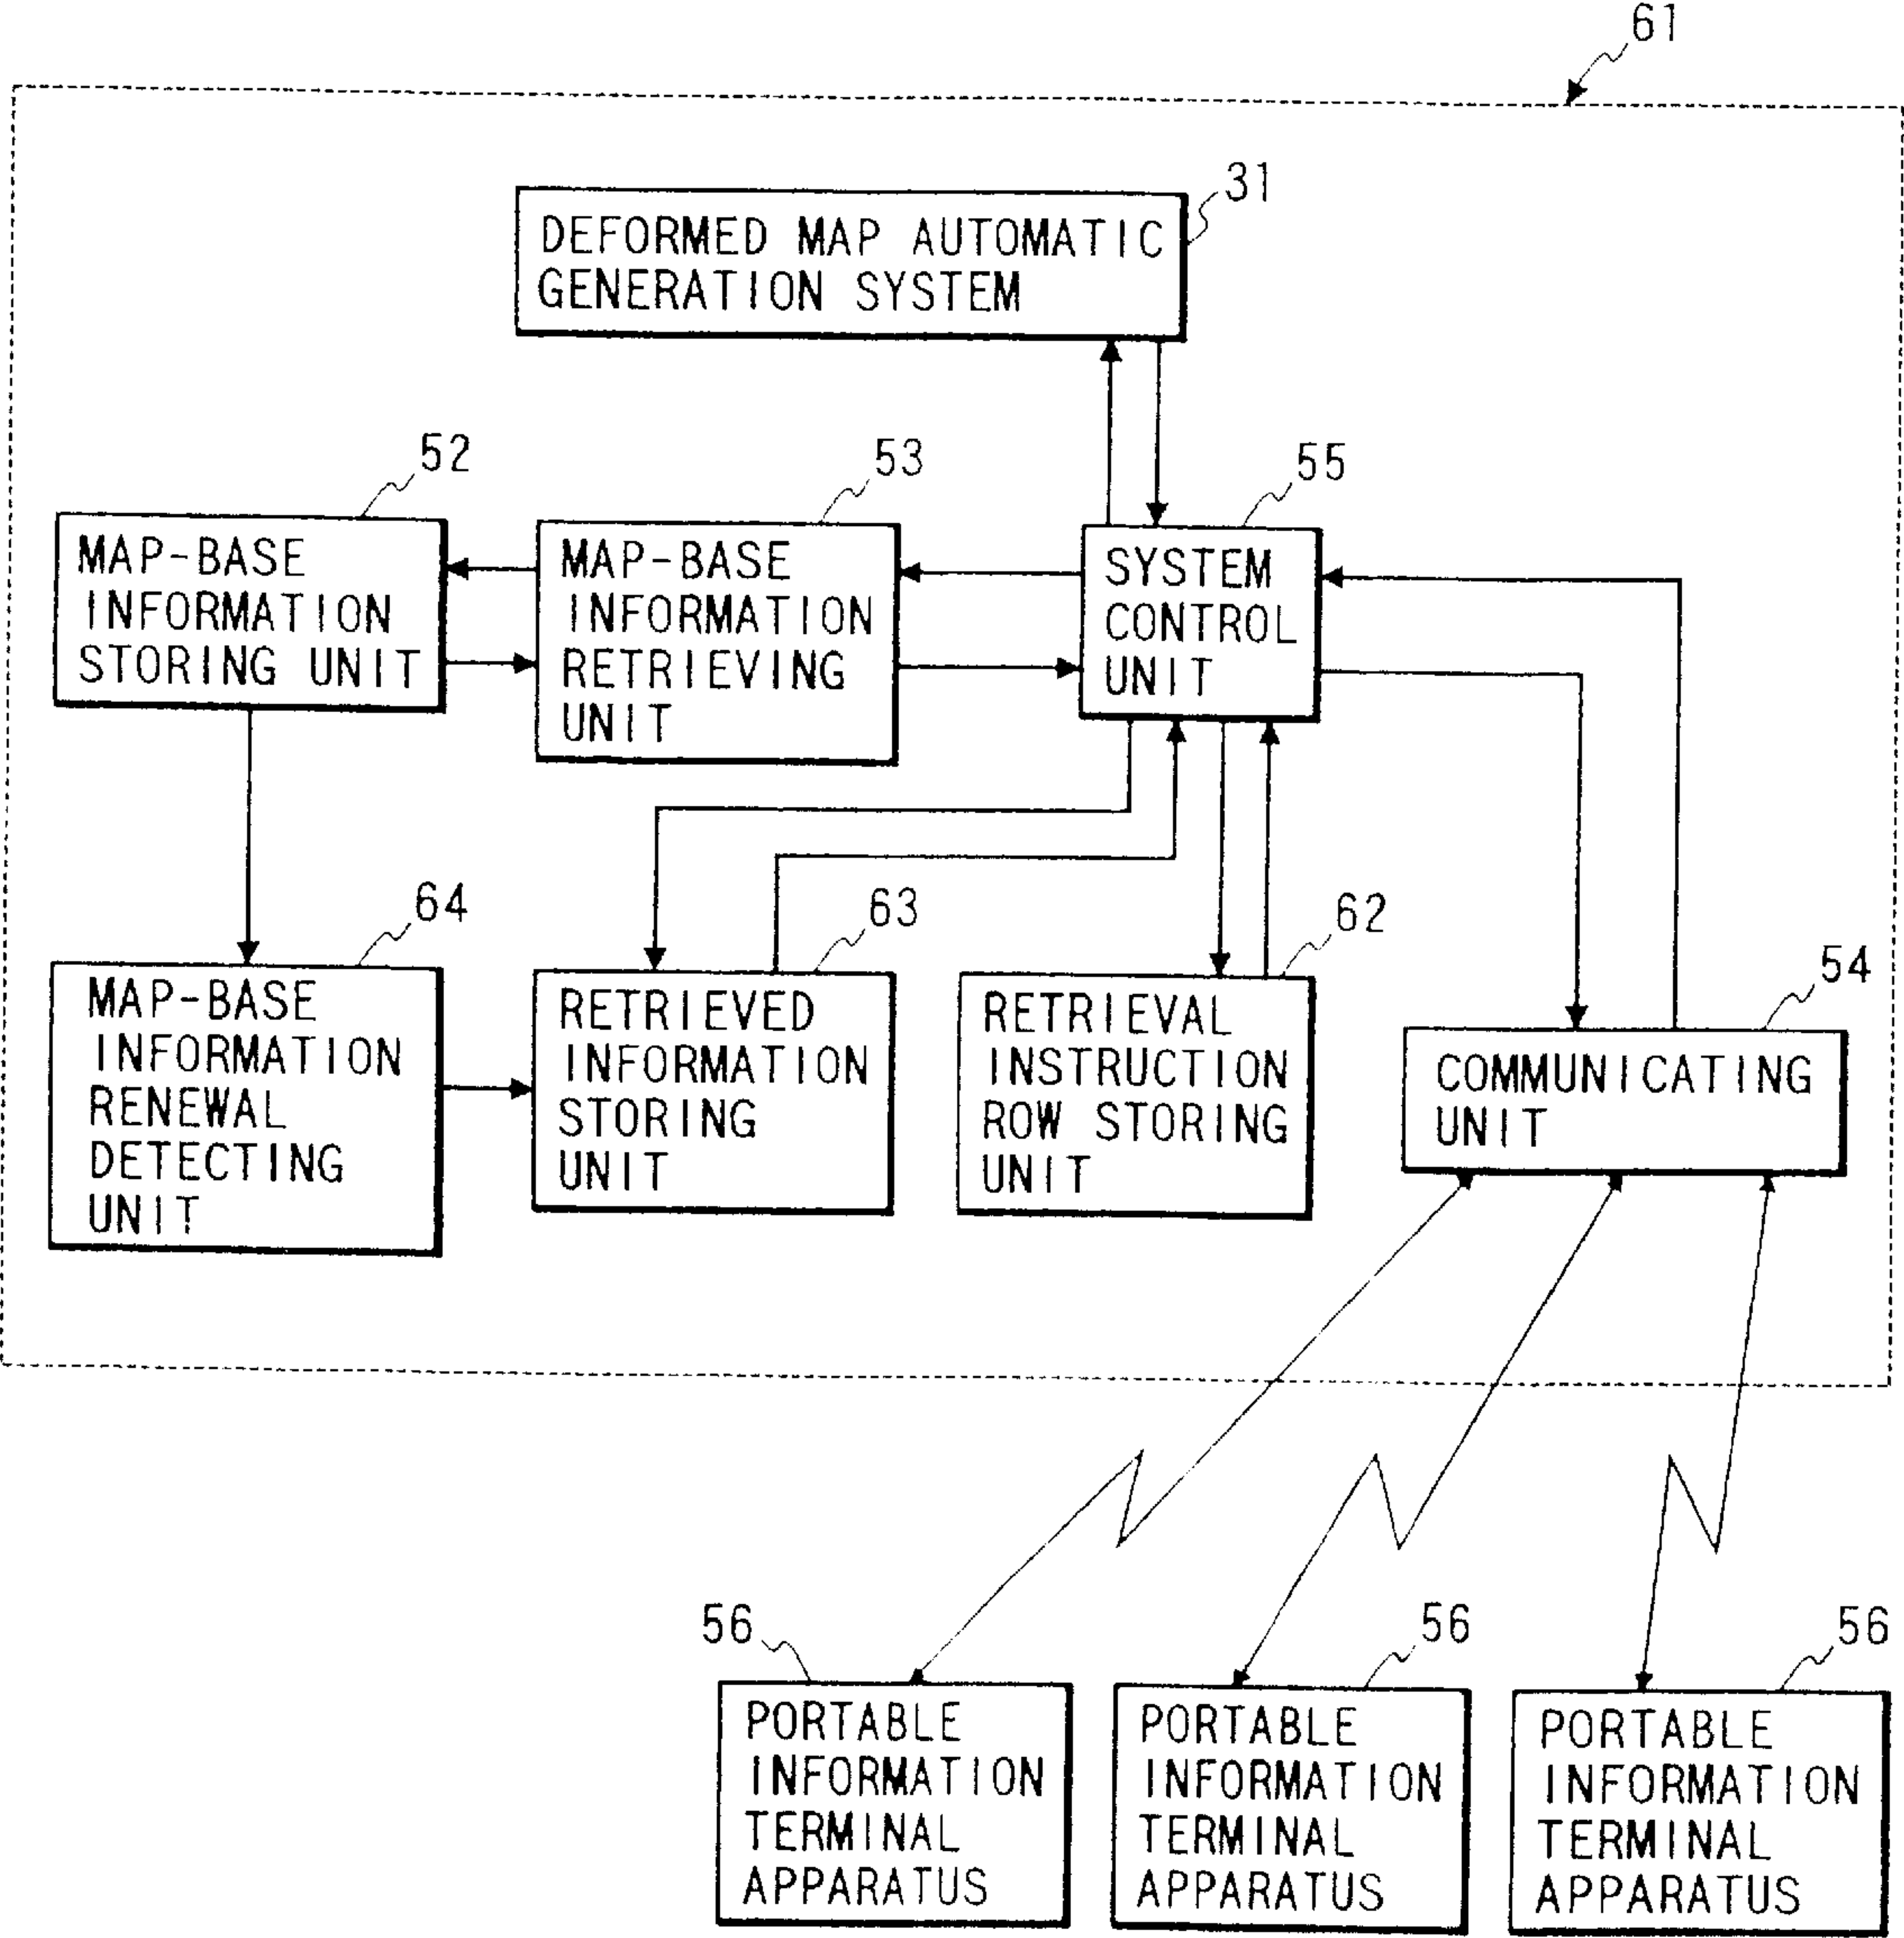 61
31
DEFORMED MAP AUTOMATIC
GENERATION SYSTEM
52
MAP-BASE
INFORMATION
STORING UNIT
53
MAP-BASE
INFORMATION
RETRIEVING
UNIT
55
SYSTEM
CONTROL
UNIT
64
MAP-BASE
INFORMATION
RENEWAL
DETECTING
UNIT
63
RETRIEVED
INFORMATION
STORING
UNIT
62
RETRIEVAL
INSTRUCTION
ROW STORING
UNIT
54
COMMUNICATING
UNIT
56
PORTABLE
INFORMATION
TERMINAL
APPARATUS
56
PORTABLE
INFORMATION
TERMINAL
APPARATUS
56
PORTABLE
INFORMATION
TERMINAL
APPARATUS